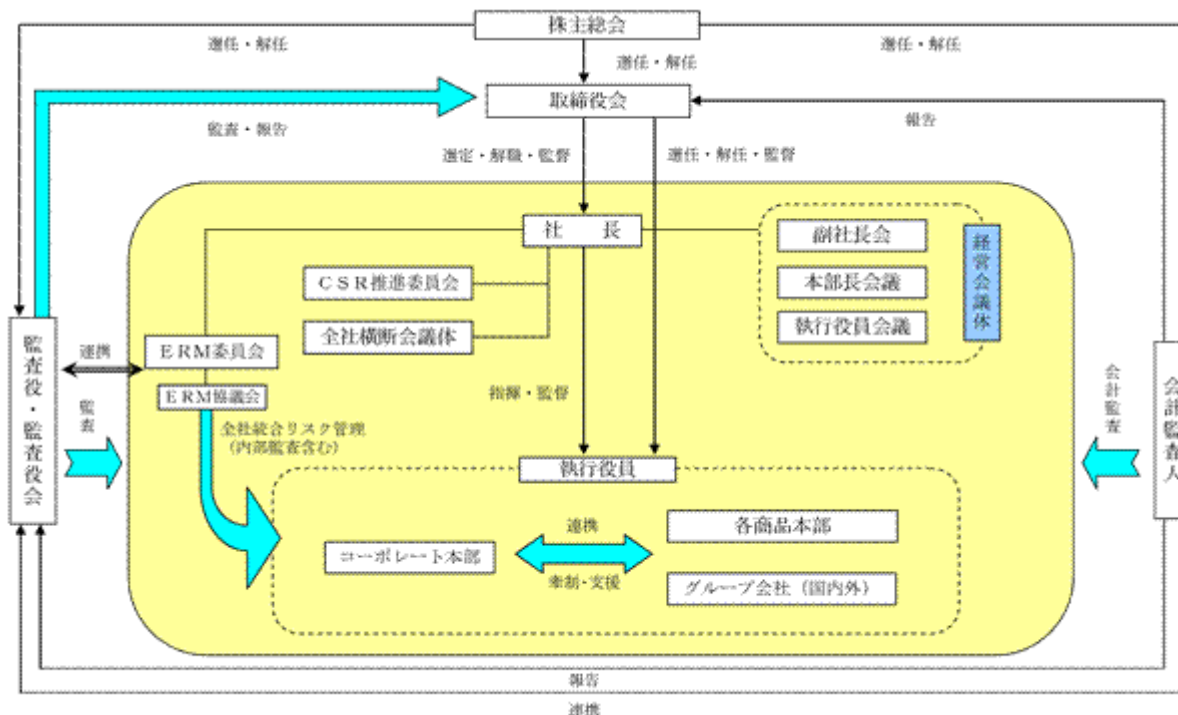 株主総会
選任・解任
選任・解任
選任・解任
取締役会
監査・報告
報告
選定・解職・監督
選任・解任・監督
社　長
副社長会
本部長会議
執行役員会議
経営会議体
ＣＳＲ推進委員会
全社横断会議体
監査役・監査役会
連携
ＥＲＭ委員会
ＥＲＭ協議会
監査
指揮・監督
会計監査
会計監査人
全社統合リスク管理
（内部監査含む）
執行役員
コーポレート本部
連携
牽制・支援
各商品本部
グループ会社（国内外）
報告
連携